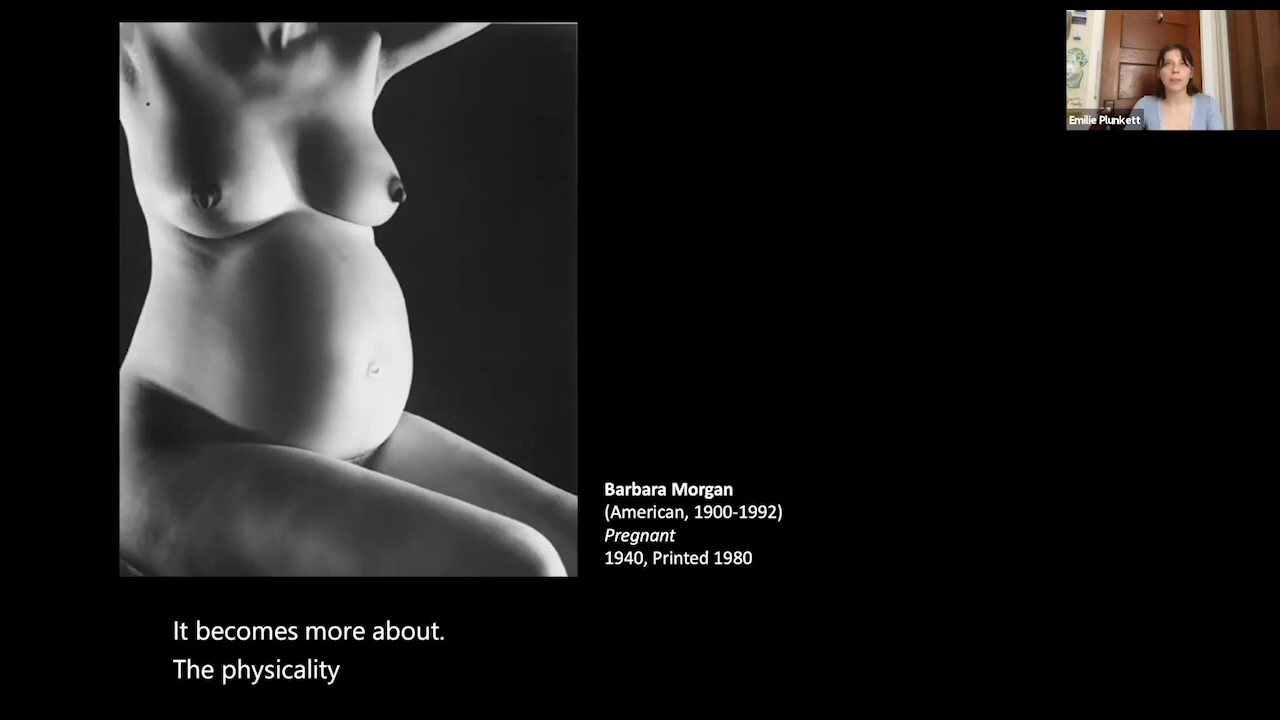 Emilie Plunkett
Barbara Morgan
(American, 1900-1992)
Pregnant
1940, Printed 1980
It becomes more about.
The physicality